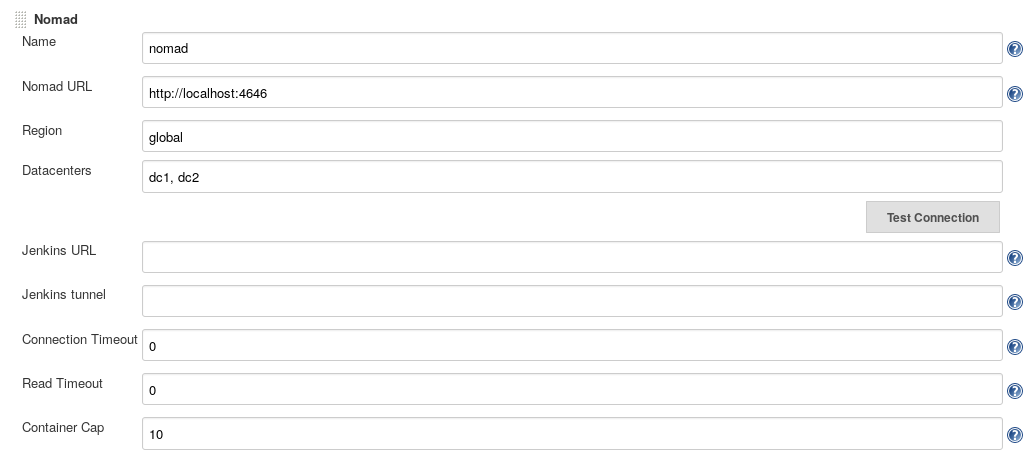 Nomad
Name
nomad
Nomad URL
http://localhost:4646
Region
global
Datacenters
dc1, dc2
Test Connection
Jenkins URL
Jenkins tunnel
Connection Timeout
0
Read Timeout
0
Container Cap
10